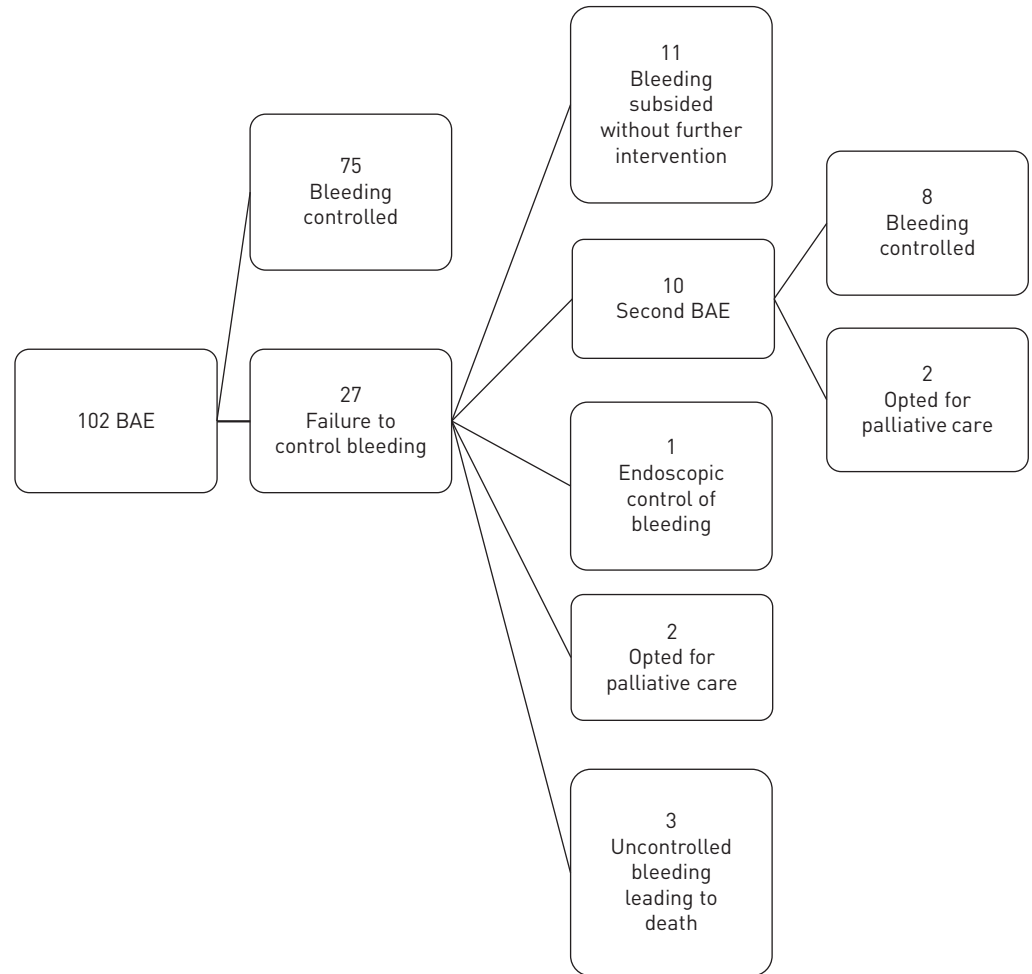 102 BAE
75
Bleeding
controlled
27
Failure to
control bleeding
11
Bleeding
subsided
without further
intervention
10
Second BAE
1
Endoscopic
control of
bleeding
2
Opted for
palliative care
3
Uncontrolled
bleeding
leading to
death
8
Bleeding
controlled
2
Opted for
palliative care